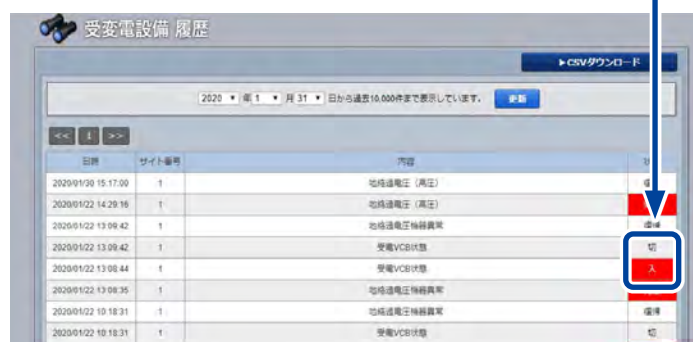 受変電設備 履歴
▶CSVダウンロード
2020 ▼ 年 1 ▼ 月 31 ▼ 日から過去10,000件まで表示しています。 更新
<< 1 >>
日時 サイト番号 内容
2020/01/30 15:17:00 1 地絡過電圧（高圧）
2020/01/22 14:29:16 1 地絡過電圧（高圧）
2020/01/22 13:09:42 1 地絡過電圧機器異常 復帰
2020/01/22 13:09:42 1 受電VCB状態 切
2020/01/22 13:08:44 1 受電VCB状態 入
2020/01/22 13:08:35 1 地絡過電圧機器異常
2020/01/22 10:18:31 1 地絡過電圧機器異常 復帰
2020/01/22 10:18:31 1 受電VCB状態 切